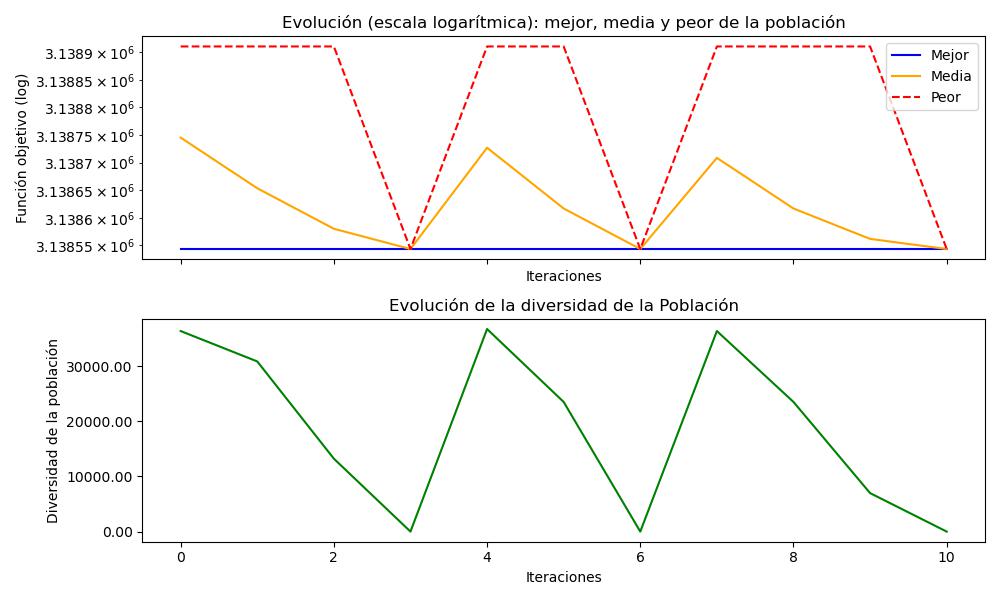 Evolución (escala logarítmica): mejor, media y peor de la población
Función objetivo (log)
3.1389 × 10⁶
3.13885 × 10⁶
3.1388 × 10⁶
3.13875 × 10⁶
3.1387 × 10⁶
3.13865 × 10⁶
3.1386 × 10⁶
3.13855 × 10⁶
Mejor
Media
Peor
Iteraciones
Evolución de la diversidad de la Población
Diversidad de la población
30000.00
20000.00
10000.00
0.00
0 2 4 6 8 10
Iteraciones